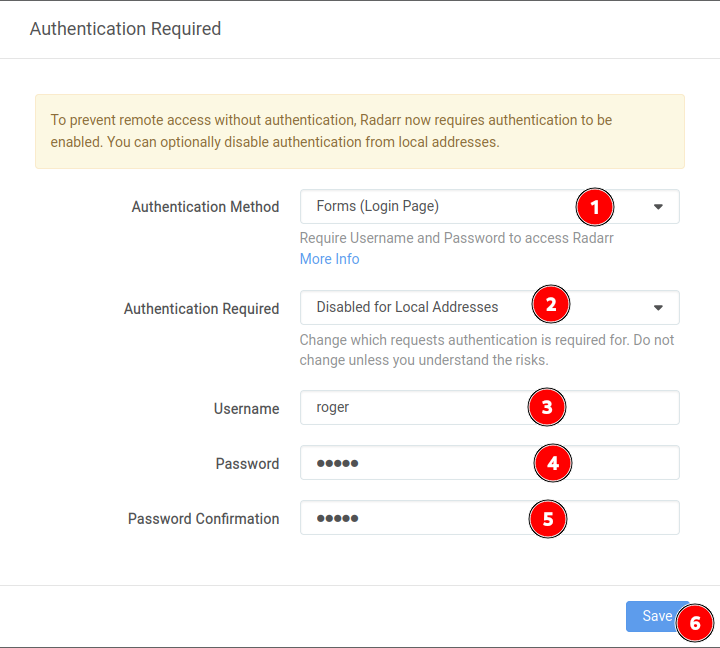 Authentication Required
To prevent remote access without authentication, Radarr now requires authentication to be
enabled. You can optionally disable authentication from local addresses.
Authentication Method
Forms (Login Page)
1
Require Username and Password to access Radarr
More Info
Authentication Required
Disabled for Local Addresses
2
Change which requests authentication is required for. Do not
change unless you understand the risks.
Username
roger
3
Password
●●●●●
4
Password Confirmation
●●●●●
5
Save
6